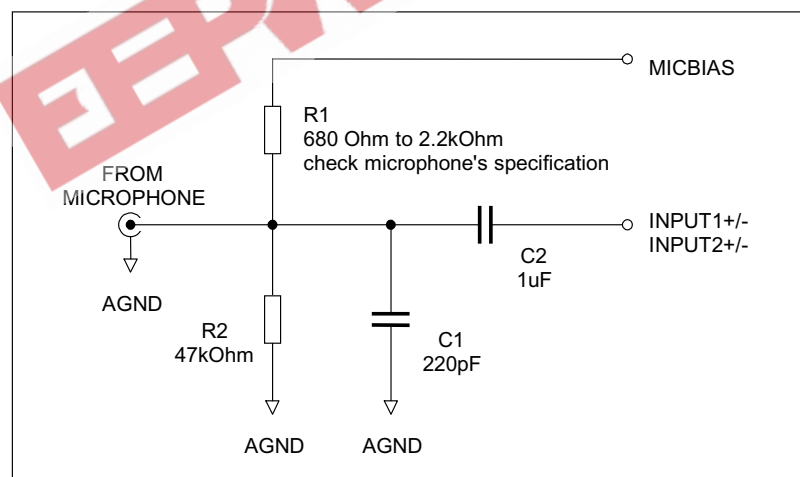 MICBIAS
R1
680 Ohm to 2.2kOhm
check microphone's specification
FROM
MICROPHONE
INPUT1+/-
INPUT2+/-
C2
1uF
AGND
R2
47kOhm
C1
220pF
AGND
AGND